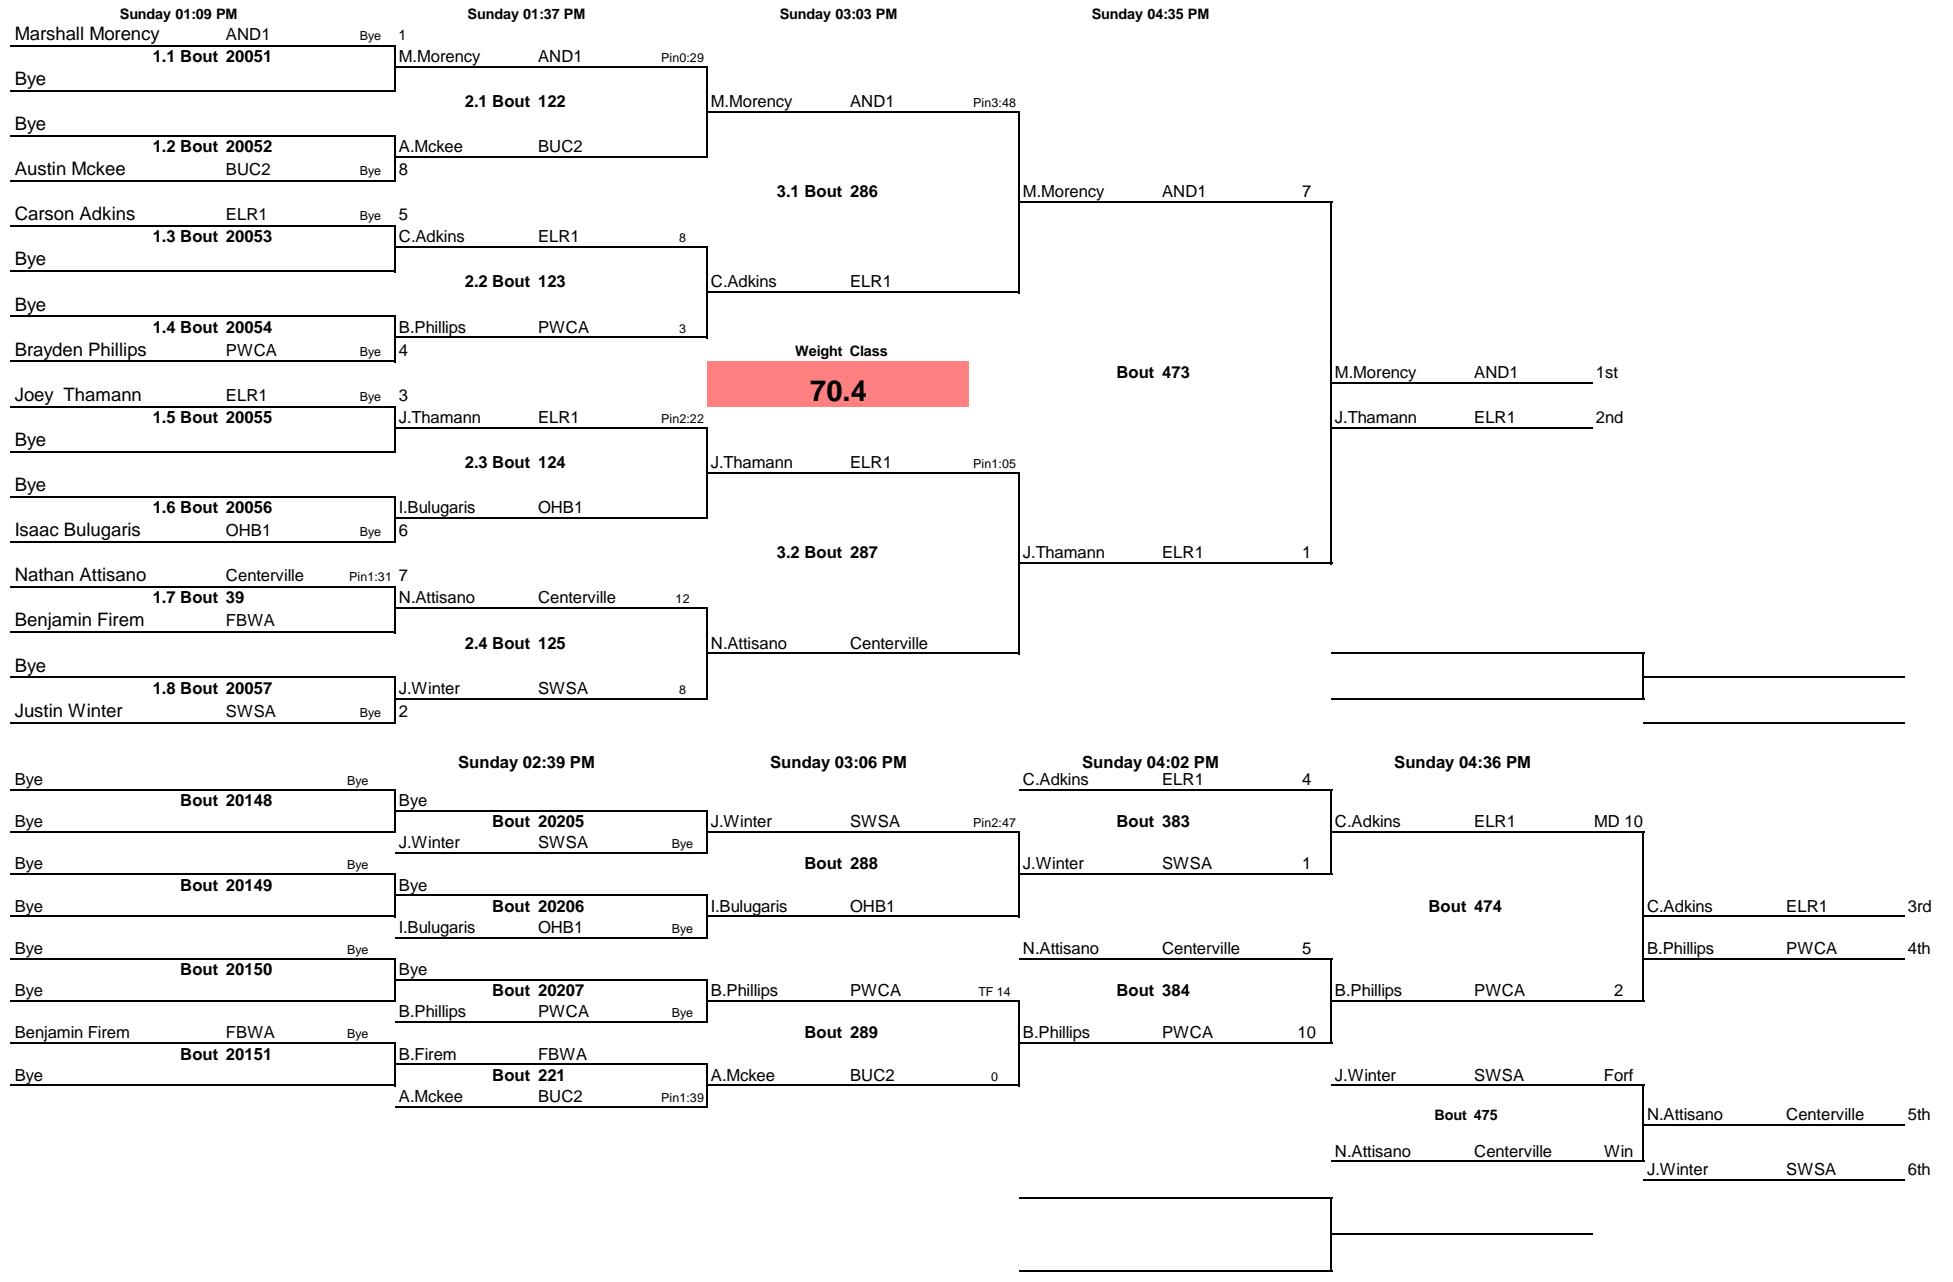 Sunday 01:09 PM Sunday 01:37 PM Sunday 03:03 PM Sunday 04:35 PM
Marshall Morency AND1 Bye 1
1.1 Bout 20051 M.Morency AND1 Pin0:29
Bye
2.1 Bout 122 M.Morency AND1 Pin3:48
Bye
1.2 Bout 20052 A.Mckee BUC2
Austin Mckee BUC2 Bye 8
3.1 Bout 286 M.Morency AND1 7
Carson Adkins ELR1 Bye 5
1.3 Bout 20053 C.Adkins ELR1 8
Bye
2.2 Bout 123 C.Adkins ELR1
Bye
1.4 Bout 20054 B.Phillips PWCA 3
Brayden Phillips PWCA Bye 4 Weight Class
Bout 473 M.Morency AND1 1st
70.4
Joey Thamann ELR1 Bye 3
1.5 Bout 20055 J.Thamann ELR1 Pin2:22 J.Thamann ELR1 2nd
Bye
2.3 Bout 124 J.Thamann ELR1 Pin1:05
Bye
1.6 Bout 20056 I.Bulugaris OHB1
Isaac Bulugaris OHB1 Bye 6
3.2 Bout 287 J.Thamann ELR1 1
Nathan Attisano Centerville Pin1:31 7
1.7 Bout 39 N.Attisano Centerville 12
Benjamin Firem FBWA
2.4 Bout 125 N.Attisano Centerville
Bye
1.8 Bout 20057 J.Winter SWSA 8
Justin Winter SWSA Bye 2
Sunday 02:39 PM Sunday 03:06 PM Sunday 04:02 PM Sunday 04:36 PM
Bye Bye C.Adkins ELR1 4
Bout 20148 Bye
Bye Bout 20205 J.Winter SWSA Pin2:47 Bout 383 C.Adkins ELR1 MD 10
J.Winter SWSA Bye
Bye Bye Bout 288 J.Winter SWSA 1
Bout 20149 Bye
Bye Bout 20206 I.Bulugaris OHB1 Bout 474 C.Adkins ELR1 3rd
I.Bulugaris OHB1 Bye
Bye Bye N.Attisano Centerville 5 B.Phillips PWCA 4th
Bout 20150 Bye
Bye Bout 20207 B.Phillips PWCA TF 14 Bout 384 B.Phillips PWCA 2
B.Phillips PWCA Bye
Benjamin Firem FBWA Bye Bout 289 B.Phillips PWCA 10
Bout 20151 B.Firem FBWA
Bye Bout 221 A.Mckee BUC2 0 J.Winter SWSA Forf
A.Mckee BUC2 Pin1:39
Bout 475 N.Attisano Centerville 5th
N.Attisano Centerville Win
J.Winter SWSA 6th